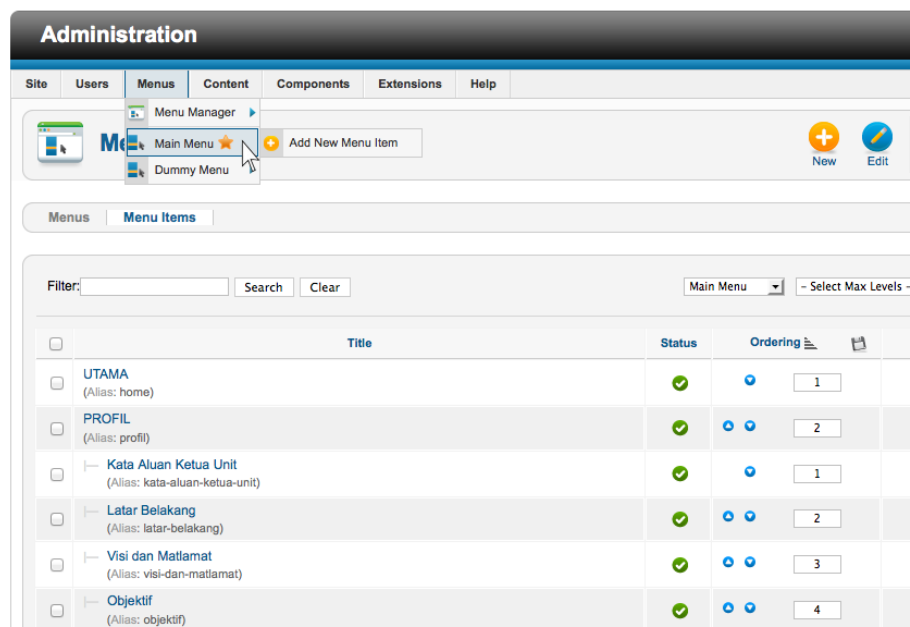 Administration
Site Users Menus Content Components Extensions Help
Menu Manager
Me
Main Menu
Add New Menu Item
Dummy Menu
New Edit
Menus Menu Items
Filter: Search Clear Main Menu – Select Max Levels –
Title Status Ordering
UTAMA
(Alias: home)
1
PROFIL
(Alias: profil)
2
Kata Aluan Ketua Unit
(Alias: kata-aluan-ketua-unit)
1
Latar Belakang
(Alias: latar-belakang)
2
Visi dan Matlamat
(Alias: visi-dan-matlamat)
3
Objektif
(Alias: objektif)
4